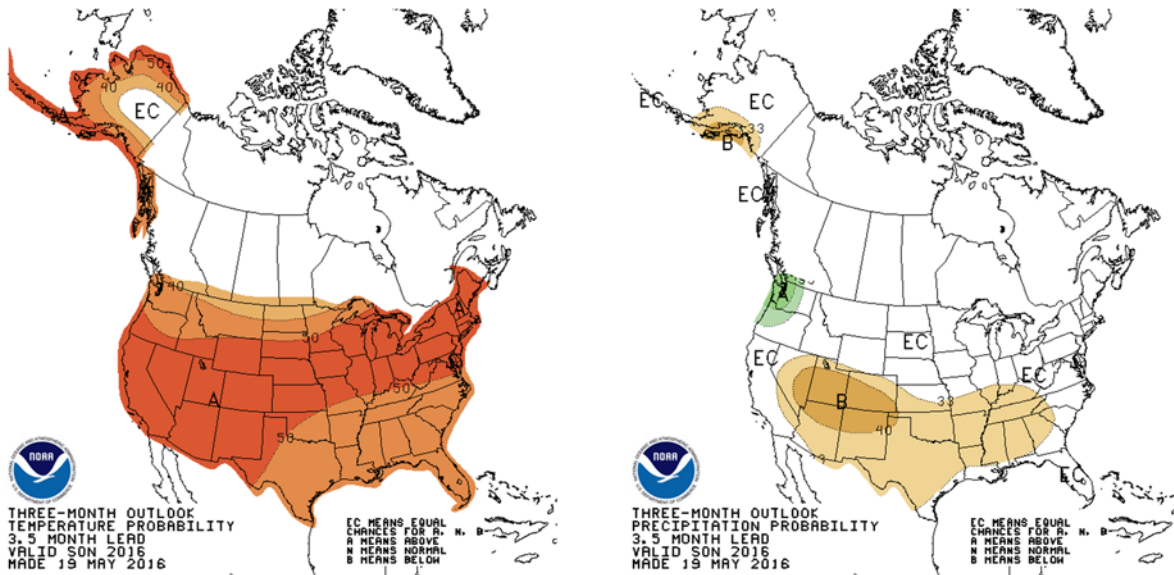 50
40
40
EC
A
40
50
A
A
50
50
NOAA
THREE-MONTH OUTLOOK
TEMPERATURE PROBABILITY
3.5 MONTH LEAD
VALID SON 2016
MADE 19 MAY 2016
EC MEANS EQUAL
CHANCES FOR A, N, B
A MEANS ABOVE
N MEANS NORMAL
B MEANS BELOW
EC
EC
33
B
EC
A
EC
EC
EC
B
33
40
EC
NOAA
THREE-MONTH OUTLOOK
PRECIPITATION PROBABILITY
3.5 MONTH LEAD
VALID SON 2016
MADE 19 MAY 2016
EC MEANS EQUAL
CHANCES FOR A, N, B
A MEANS ABOVE
N MEANS NORMAL
B MEANS BELOW